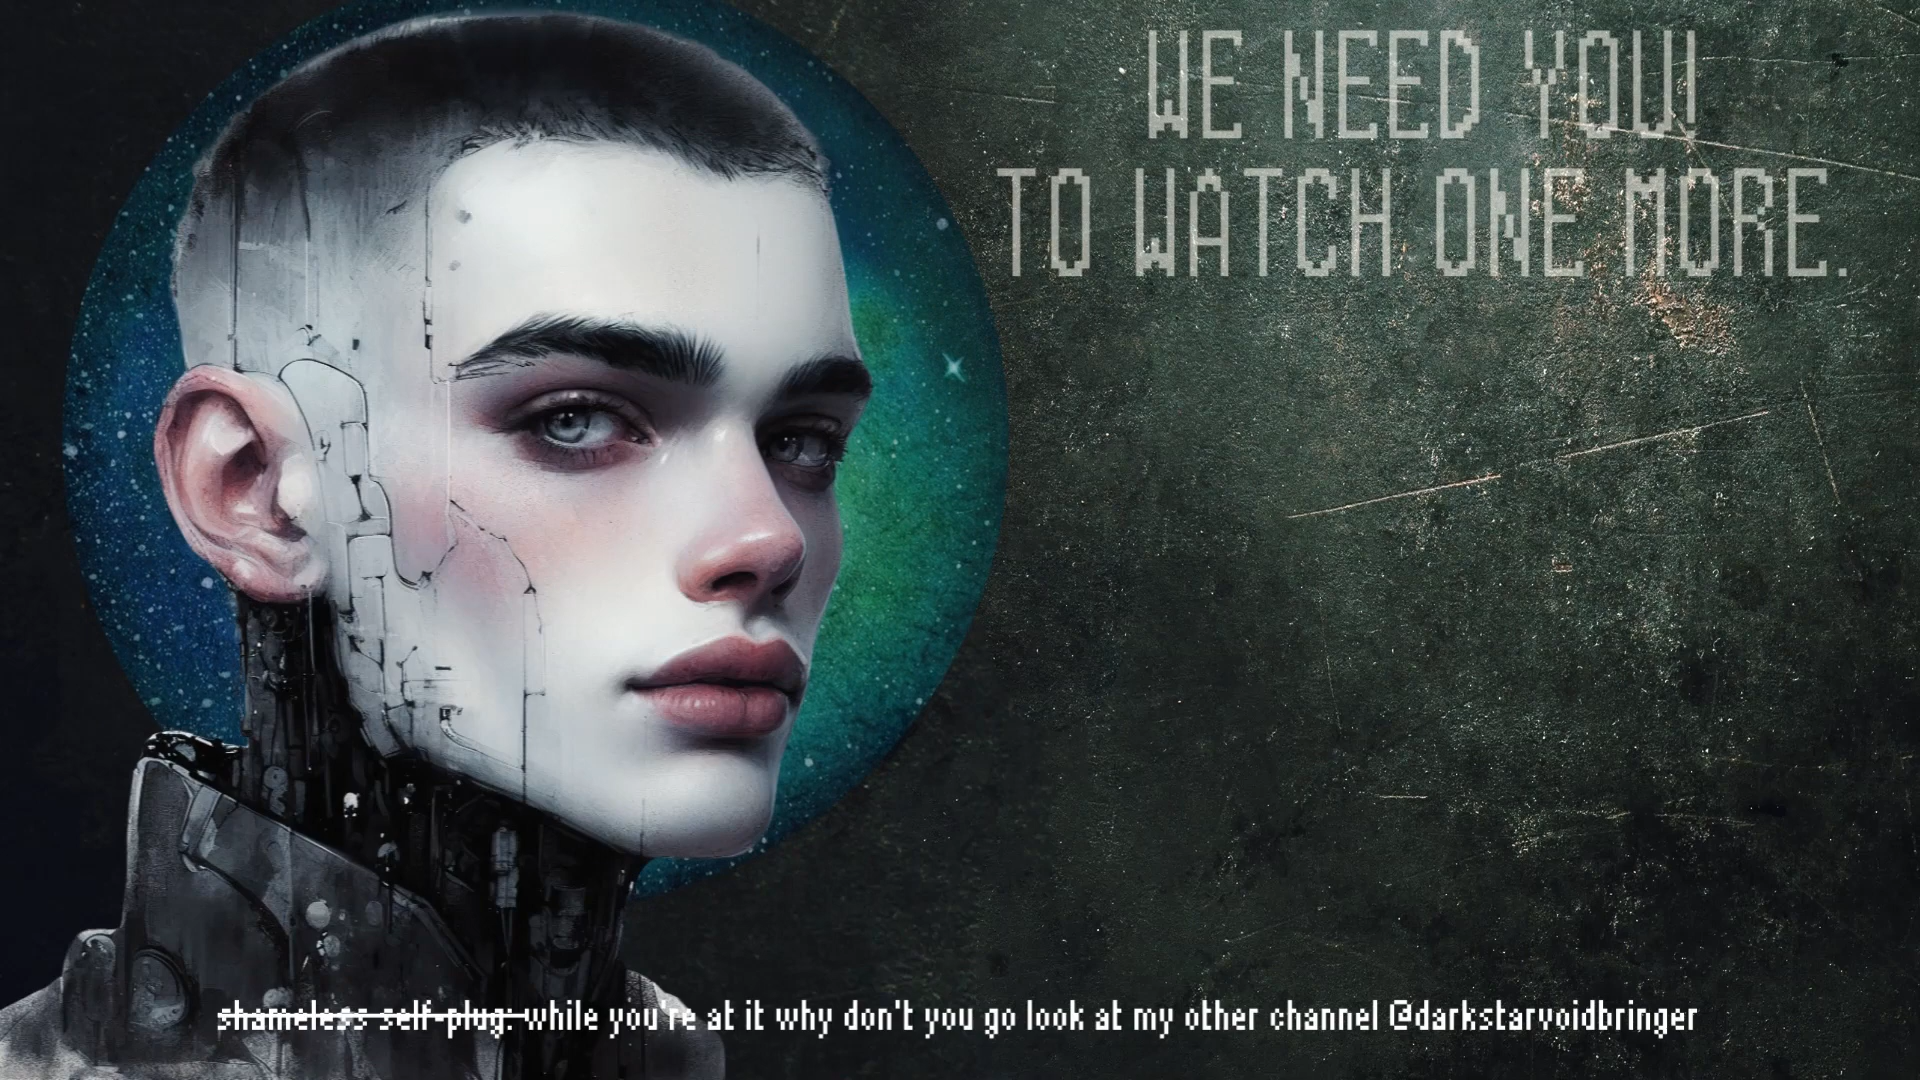 WE NEED YOU!
TO WATCH ONE MORE.
shameless self-plug: while you're at it why don't you go look at my other channel @darkstarvoidbringer